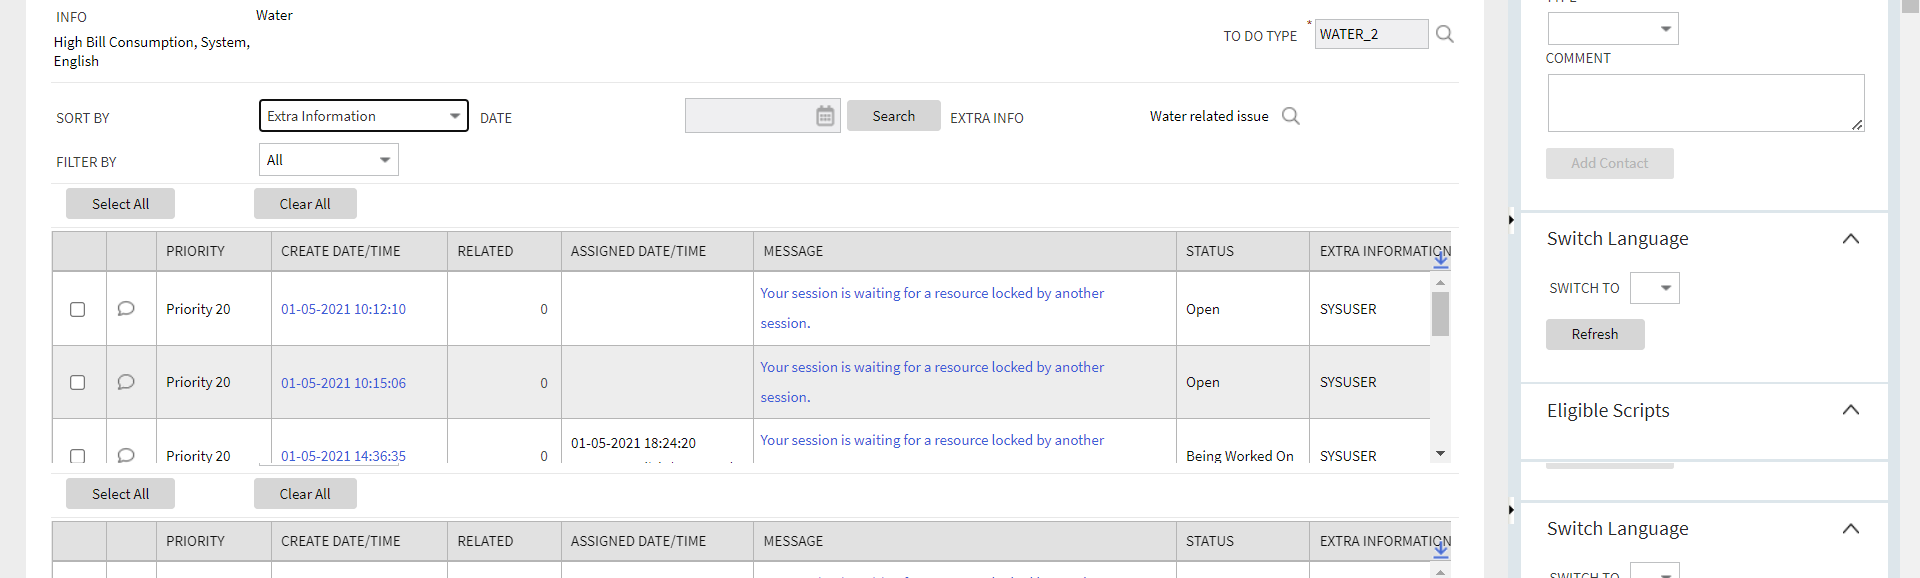 INFO
Water
High Bill Consumption, System,
English
TO DO TYPE * WATER_2
SORT BY Extra Information DATE Search EXTRA INFO Water related issue
FILTER BY All
Select All Clear All
PRIORITY CREATE DATE/TIME RELATED ASSIGNED DATE/TIME MESSAGE STATUS EXTRA INFORMATION
Priority 20 01-05-2021 10:12:10 0 Your session is waiting for a resource locked by another
session. Open SYSUSER
Priority 20 01-05-2021 10:15:06 0 Your session is waiting for a resource locked by another
session. Open SYSUSER
Priority 20 01-05-2021 14:36:35 0 01-05-2021 18:24:20 Your session is waiting for a resource locked by another
Being Worked On SYSUSER
Select All Clear All
PRIORITY CREATE DATE/TIME RELATED ASSIGNED DATE/TIME MESSAGE STATUS EXTRA INFORMATION
COMMENT
Add Contact
Switch Language
SWITCH TO
Refresh
Eligible Scripts
Switch Language
SWITCH TO